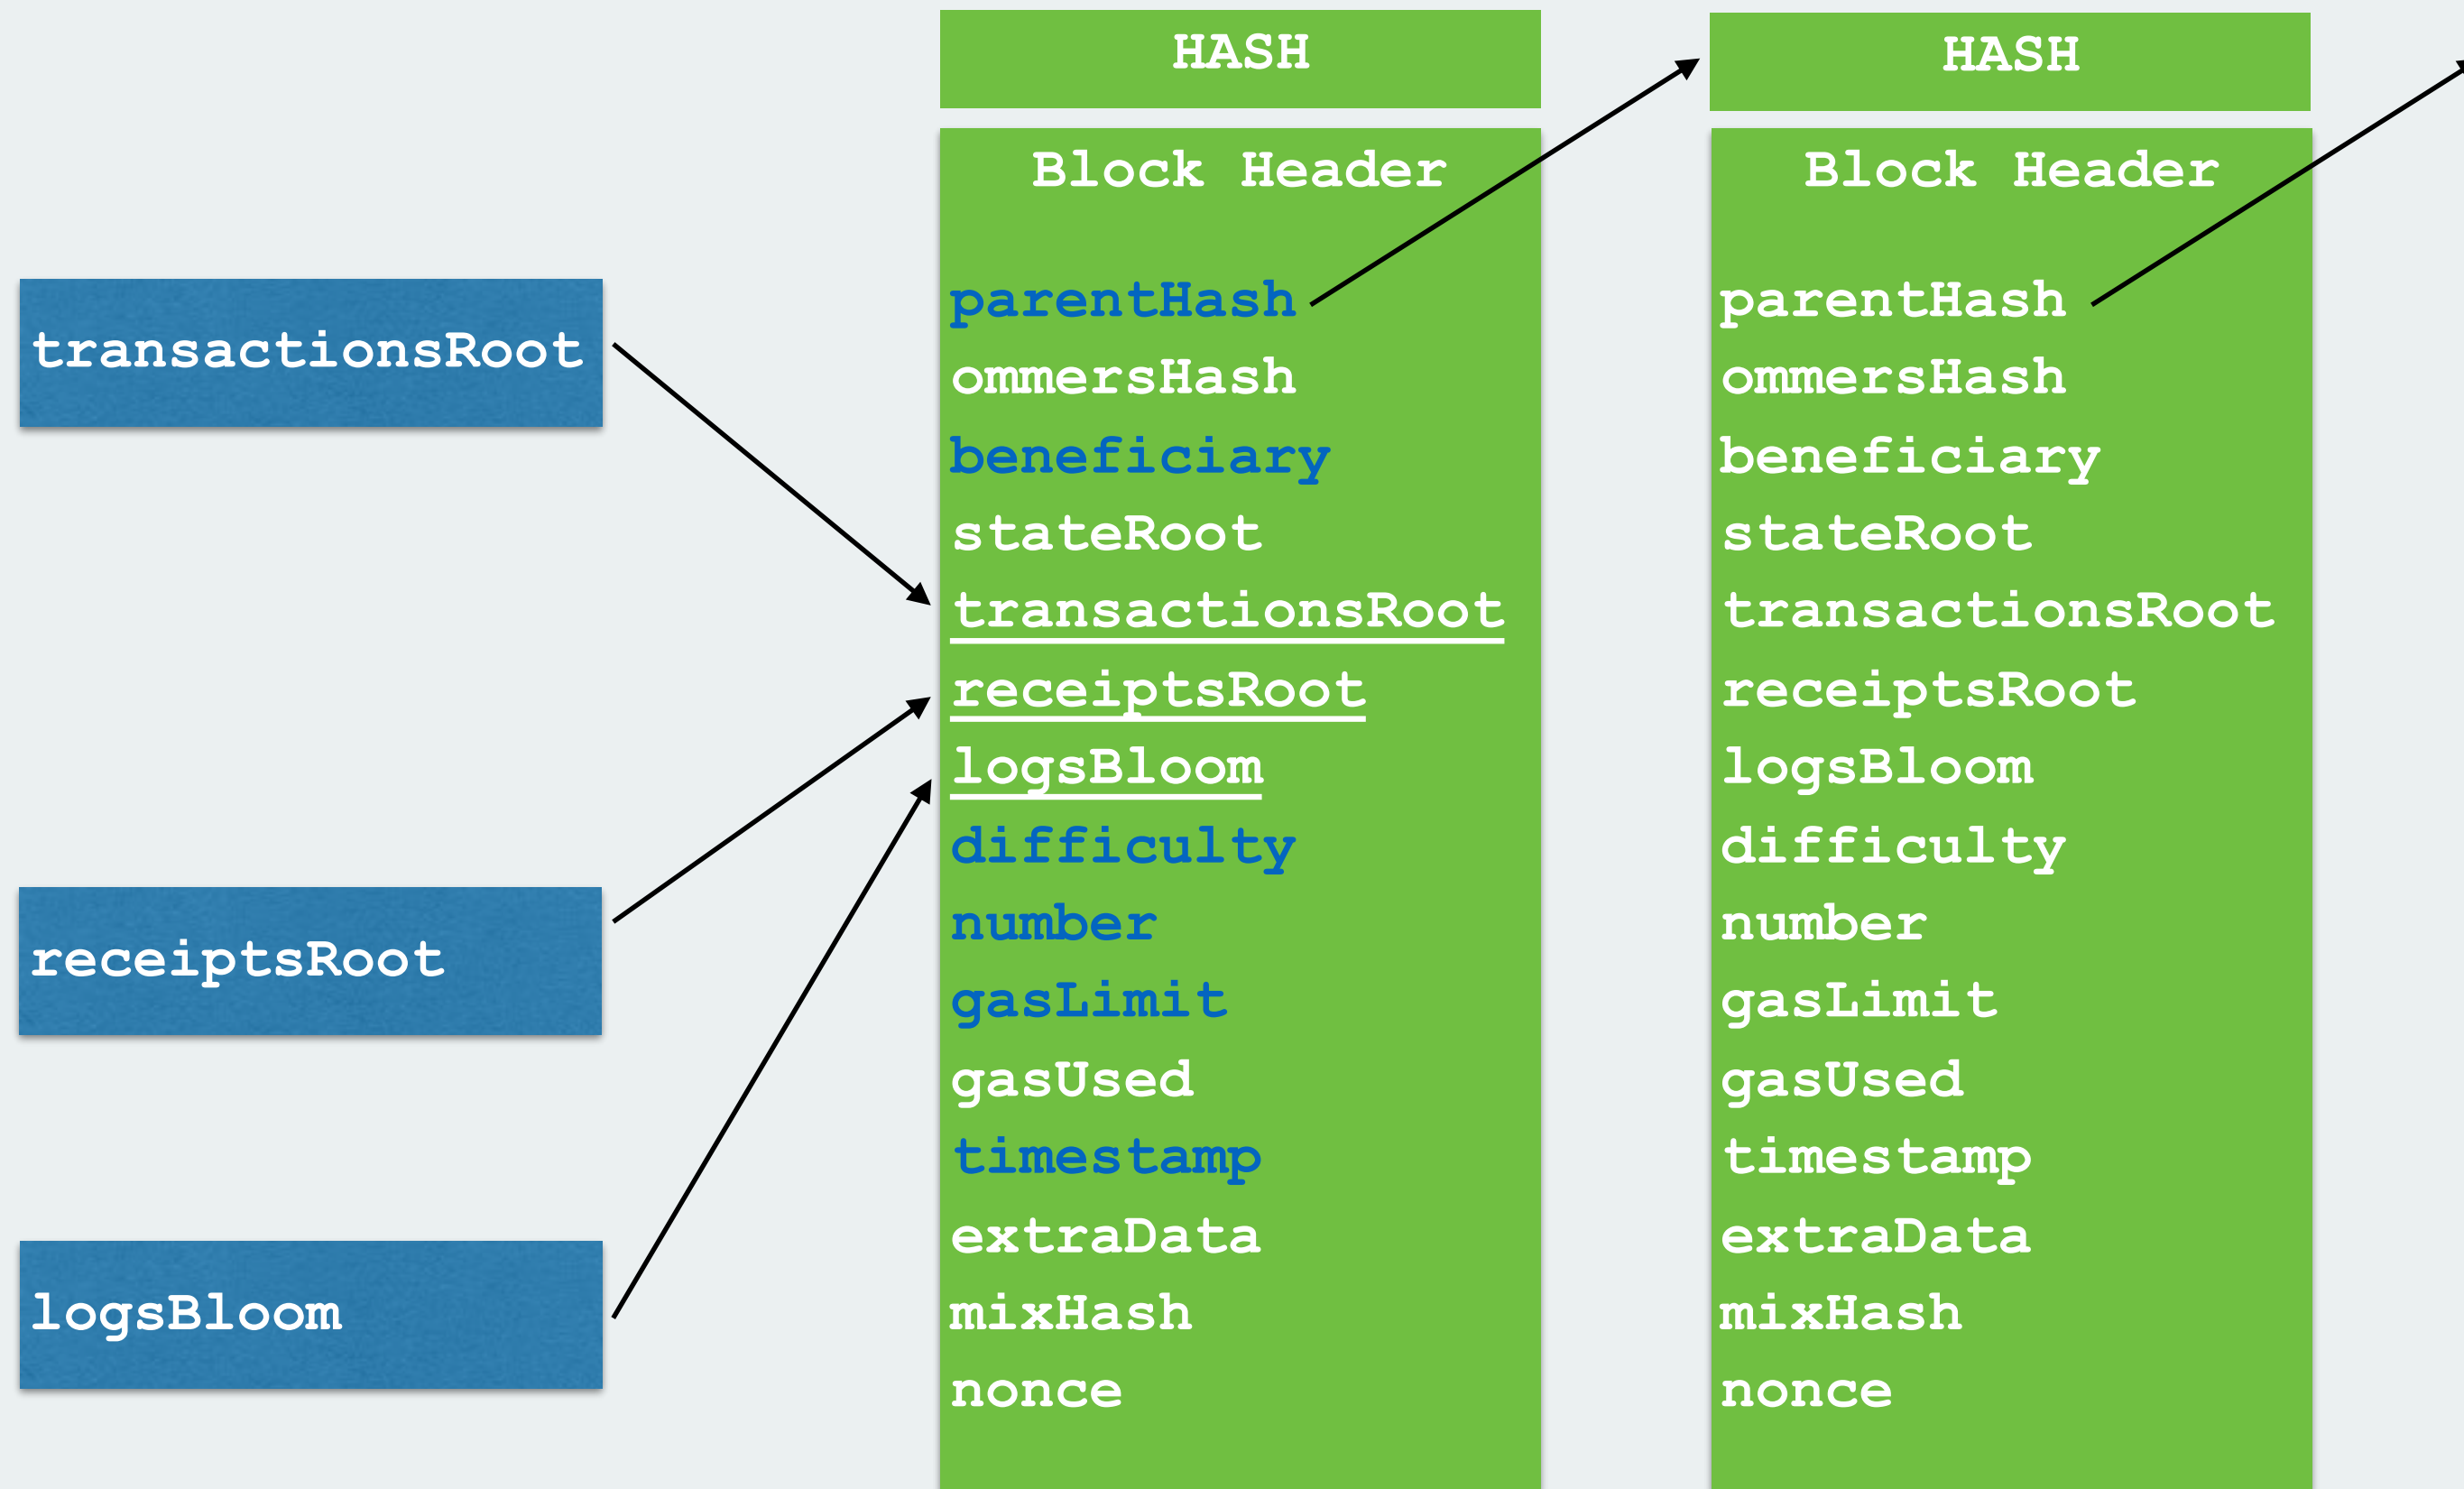 transactionsRoot
receiptsRoot
logsBloom
HASH
Block Header
parentHash
ommersHash
beneficiary
stateRoot
transactionsRoot
receiptsRoot
logsBloom
difficulty
number
gasLimit
gasUsed
timestamp
extraData
mixHash
nonce
HASH
Block Header
parentHash
ommersHash
beneficiary
stateRoot
transactionsRoot
receiptsRoot
logsBloom
difficulty
number
gasLimit
gasUsed
timestamp
extraData
mixHash
nonce